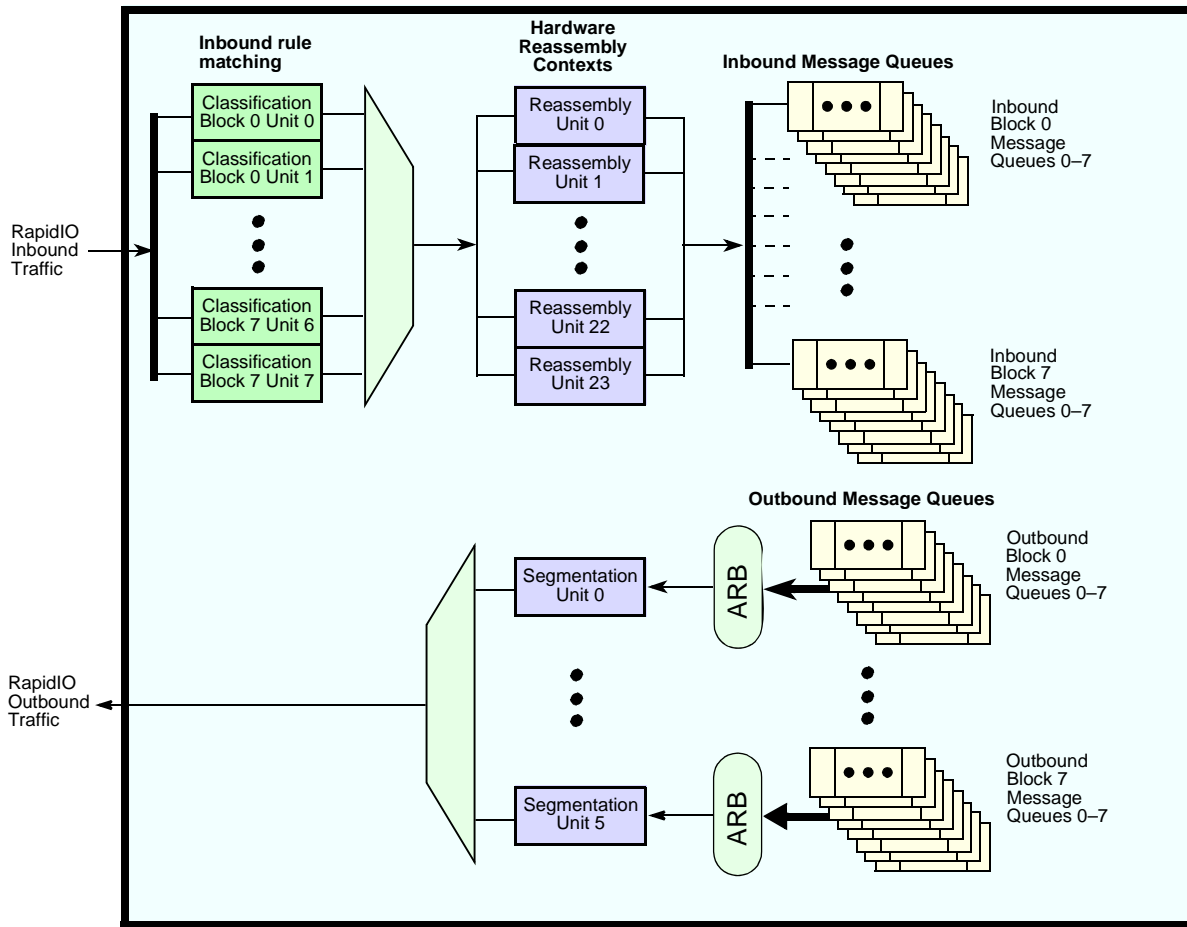 Inbound rule
matching
Hardware
Reassembly
Contexts
Inbound Message Queues
Classification
Block 0 Unit 0
Classification
Block 0 Unit 1
Classification
Block 7 Unit 6
Classification
Block 7 Unit 7
Reassembly
Unit 0
Reassembly
Unit 1
Reassembly
Unit 22
Reassembly
Unit 23
Inbound
Block 0
Message
Queues 0–7
RapidIO
Inbound
Traffic
Inbound
Block 7
Message
Queues 0–7
Outbound Message Queues
Segmentation
Unit 0
ARB
Outbound
Block 0
Message
Queues 0–7
RapidIO
Outbound
Traffic
Segmentation
Unit 5
ARB
Outbound
Block 7
Message
Queues 0–7